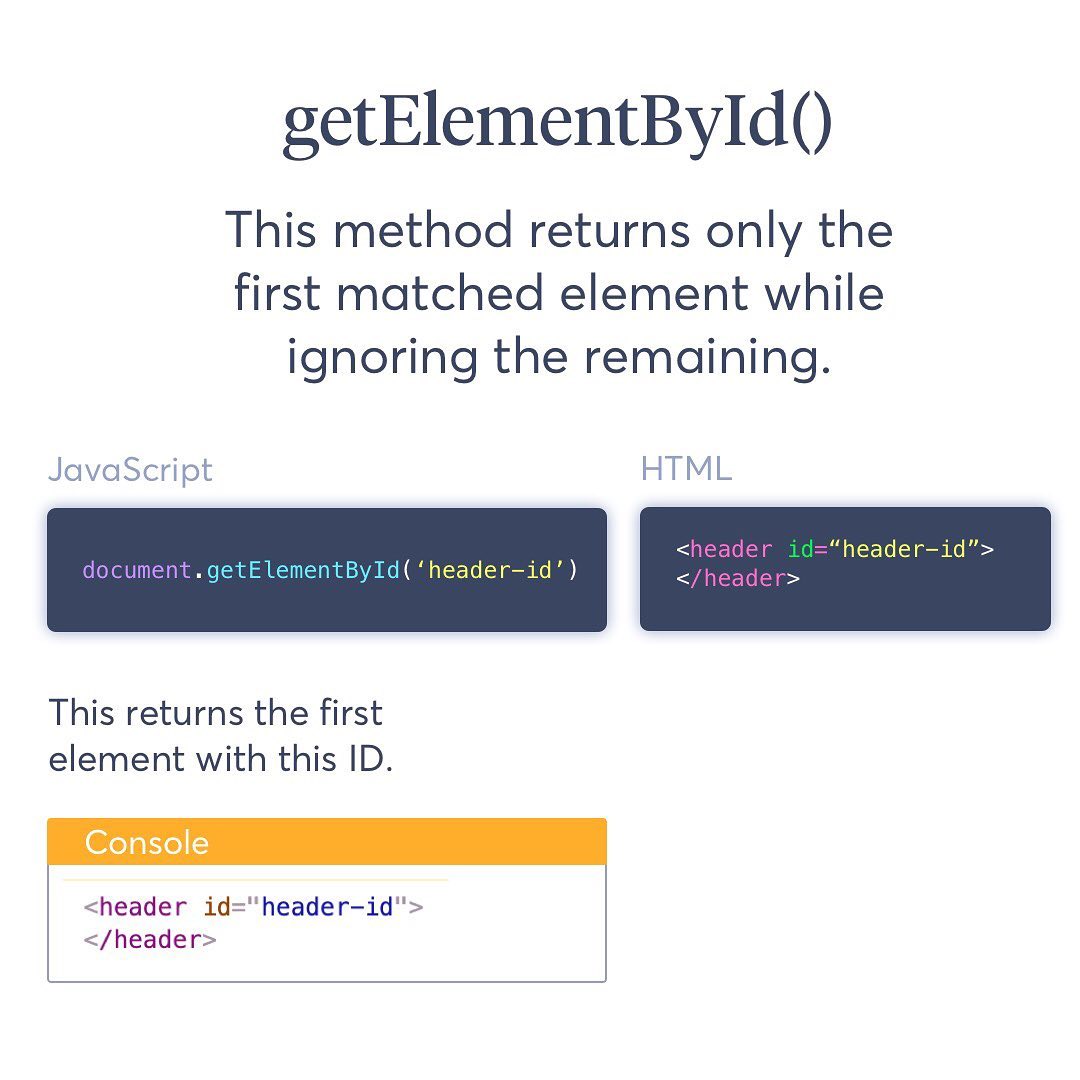 getElementById()
This method returns only the
first matched element while
ignoring the remaining.
JavaScript
document.getElementById(‘header-id’)
HTML
<header id=“header-id”>
</header>
This returns the first
element with this ID.
Console
<header id="header-id">
</header>